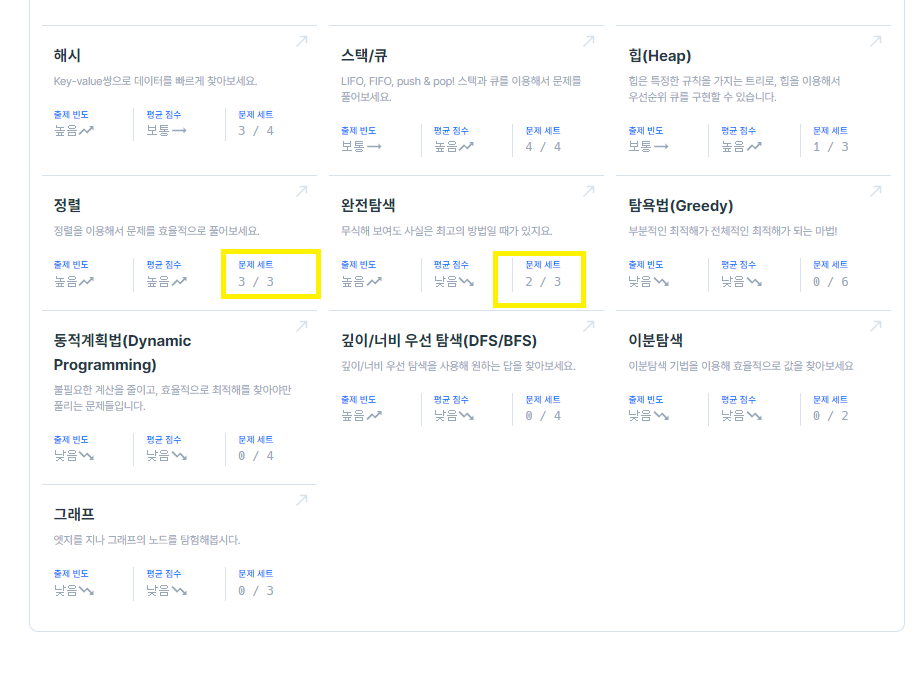 해시
Key-value쌍으로 데이터를 빠르게 찾아보세요.
출제 빈도
높음
평균 점수
보통
문제 세트
3 / 4
스택/큐
LIFO, FIFO, push & pop! 스택과 큐를 이용해서 문제를
풀어보세요.
출제 빈도
보통
평균 점수
높음
문제 세트
4 / 4
힙(Heap)
힙은 특정한 규칙을 가지는 트리로, 힙을 이용해서
우선순위 큐를 구현할 수 있습니다.
출제 빈도
보통
평균 점수
높음
문제 세트
1 / 3
정렬
정렬을 이용해서 문제를 효율적으로 풀어보세요.
출제 빈도
높음
평균 점수
높음
문제 세트
3 / 3
완전탐색
무식해 보여도 사실은 최고의 방법일 때가 있지요.
출제 빈도
높음
평균 점수
낮음
문제 세트
2 / 3
탐욕법(Greedy)
부분적인 최적해가 전체적인 최적해가 되는 마법!
출제 빈도
낮음
평균 점수
낮음
문제 세트
0 / 6
동적계획법(Dynamic
Programming)
불필요한 계산을 줄이고, 효율적으로 최적해를 찾아야만
풀리는 문제들입니다.
출제 빈도
낮음
평균 점수
낮음
문제 세트
0 / 4
깊이/너비 우선 탐색(DFS/BFS)
깊이/너비 우선 탐색을 사용해 원하는 답을 찾아보세요.
출제 빈도
높음
평균 점수
낮음
문제 세트
0 / 4
이분탐색
이분탐색 기법을 이용해 효율적으로 값을 찾아보세요
출제 빈도
낮음
평균 점수
낮음
문제 세트
0 / 2
그래프
엣지를 지나 그래프의 노드를 탐험해봅시다.
출제 빈도
낮음
평균 점수
낮음
문제 세트
0 / 3